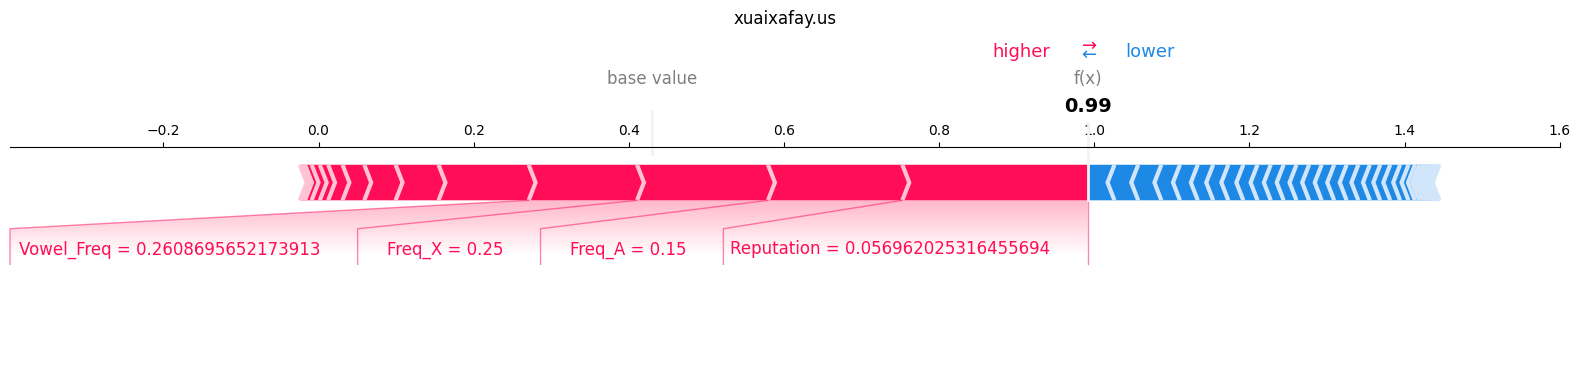 xuaixafay.us
higher ⇄ lower
base value f(x)
0.99
−0.2 0.0 0.2 0.4 0.6 0.8 1.0 1.2 1.4 1.6
Vowel_Freq = 0.2608695652173913 Freq_X = 0.25 Freq_A = 0.15 Reputation = 0.056962025316455694